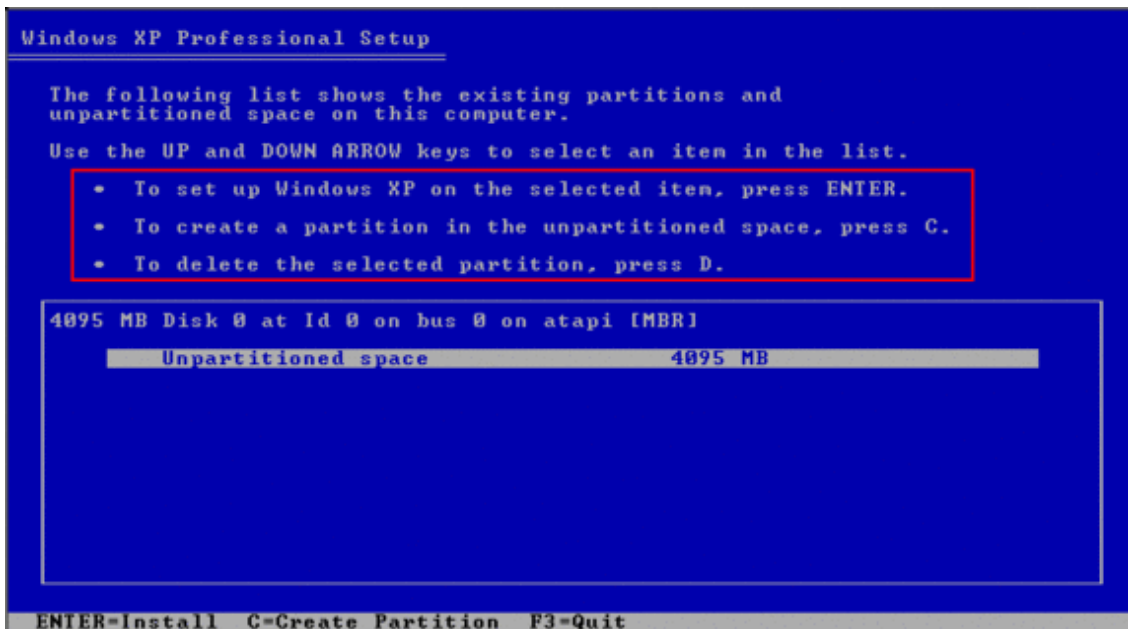 Windows XP Professional Setup
The following list shows the existing partitions and
unpartitioned space on this computer.
Use the UP and DOWN ARROW keys to select an item in the list.
• To set up Windows XP on the selected item, press ENTER.
• To create a partition in the unpartitioned space, press C.
• To delete the selected partition, press D.
4095 MB Disk 0 at Id 0 on bus 0 on atapi [MBR]
Unpartitioned space 4095 MB
ENTER=Install C=Create Partition F3=Quit